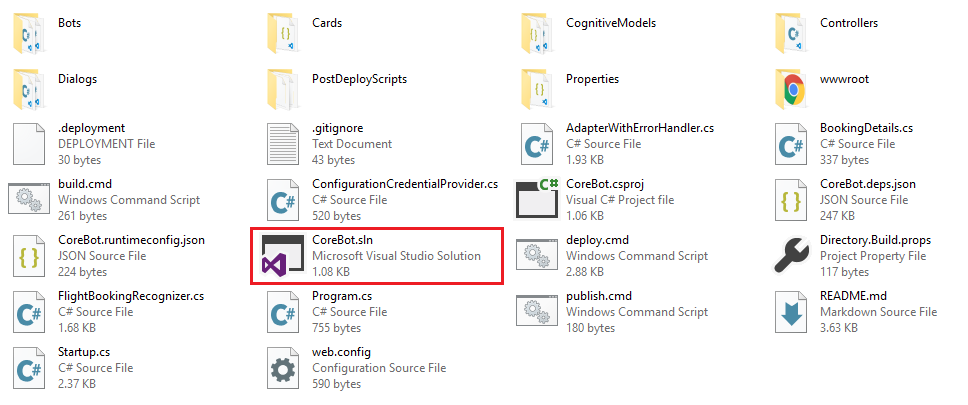 Bots
Cards
CognitiveModels
Controllers
Dialogs
PostDeployScripts
Properties
wwwroot
.deployment
DEPLOYMENT File
30 bytes
.gitignore
Text Document
43 bytes
AdapterWithErrorHandler.cs
C# Source File
1.93 KB
BookingDetails.cs
C# Source File
337 bytes
build.cmd
Windows Command Script
261 bytes
ConfigurationCredentialProvider.cs
C# Source File
520 bytes
CoreBot.csproj
Visual C# Project file
1.06 KB
CoreBot.deps.json
JSON Source File
247 KB
CoreBot.runtimeconfig.json
JSON Source File
224 bytes
CoreBot.sln
Microsoft Visual Studio Solution
1.08 KB
deploy.cmd
Windows Command Script
2.88 KB
Directory.Build.props
Project Property File
117 bytes
FlightBookingRecognizer.cs
C# Source File
1.68 KB
Program.cs
C# Source File
755 bytes
publish.cmd
Windows Command Script
180 bytes
README.md
Markdown Source File
3.63 KB
Startup.cs
C# Source File
2.37 KB
web.config
Configuration Source File
590 bytes